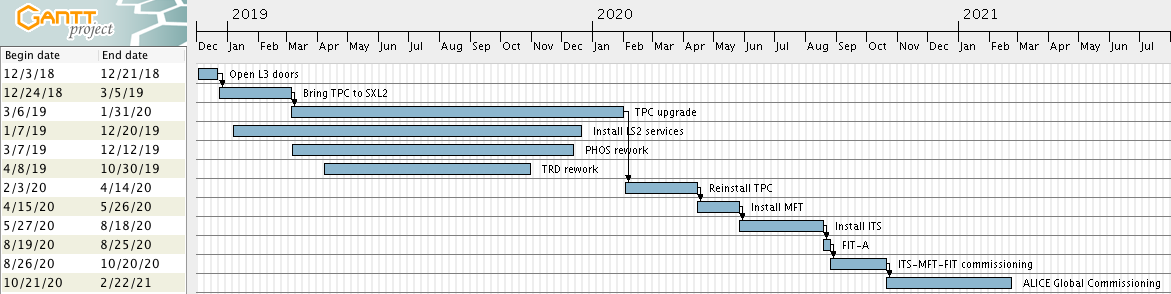 GANTT
project
2019 2020 2021
Begin date End date
Dec Jan Feb Mar Apr May Jun Jul Aug Sep Oct Nov Dec Jan Feb Mar Apr May Jun Jul Aug Sep Oct Nov Dec Jan Feb Mar Apr May Jun Jul
12/3/18 12/21/18 Open L3 doors
12/24/18 3/5/19 Bring TPC to SXL2
3/6/19 1/31/20 TPC upgrade
1/7/19 12/20/19 Install LS2 services
3/7/19 12/12/19 PHOS rework
4/8/19 10/30/19 TRD rework
2/3/20 4/14/20 Reinstall TPC
4/15/20 5/26/20 Install MFT
5/27/20 8/18/20 Install ITS
8/19/20 8/25/20 FIT-A
8/26/20 10/20/20 ITS-MFT-FIT commissioning
10/21/20 2/22/21 ALICE Global Commissioning